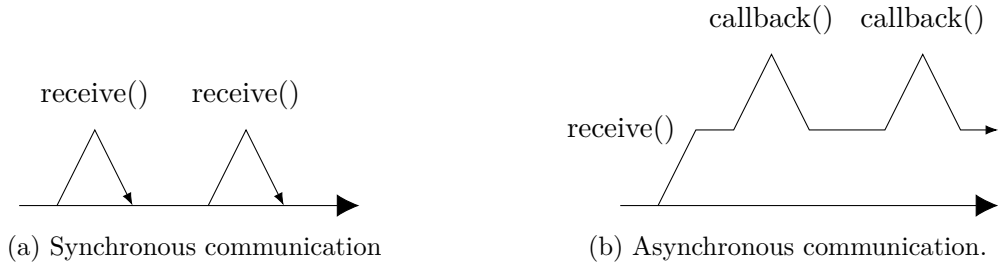 callback() callback()
receive() receive()
receive()
(a) Synchronous communication
(b) Asynchronous communication.